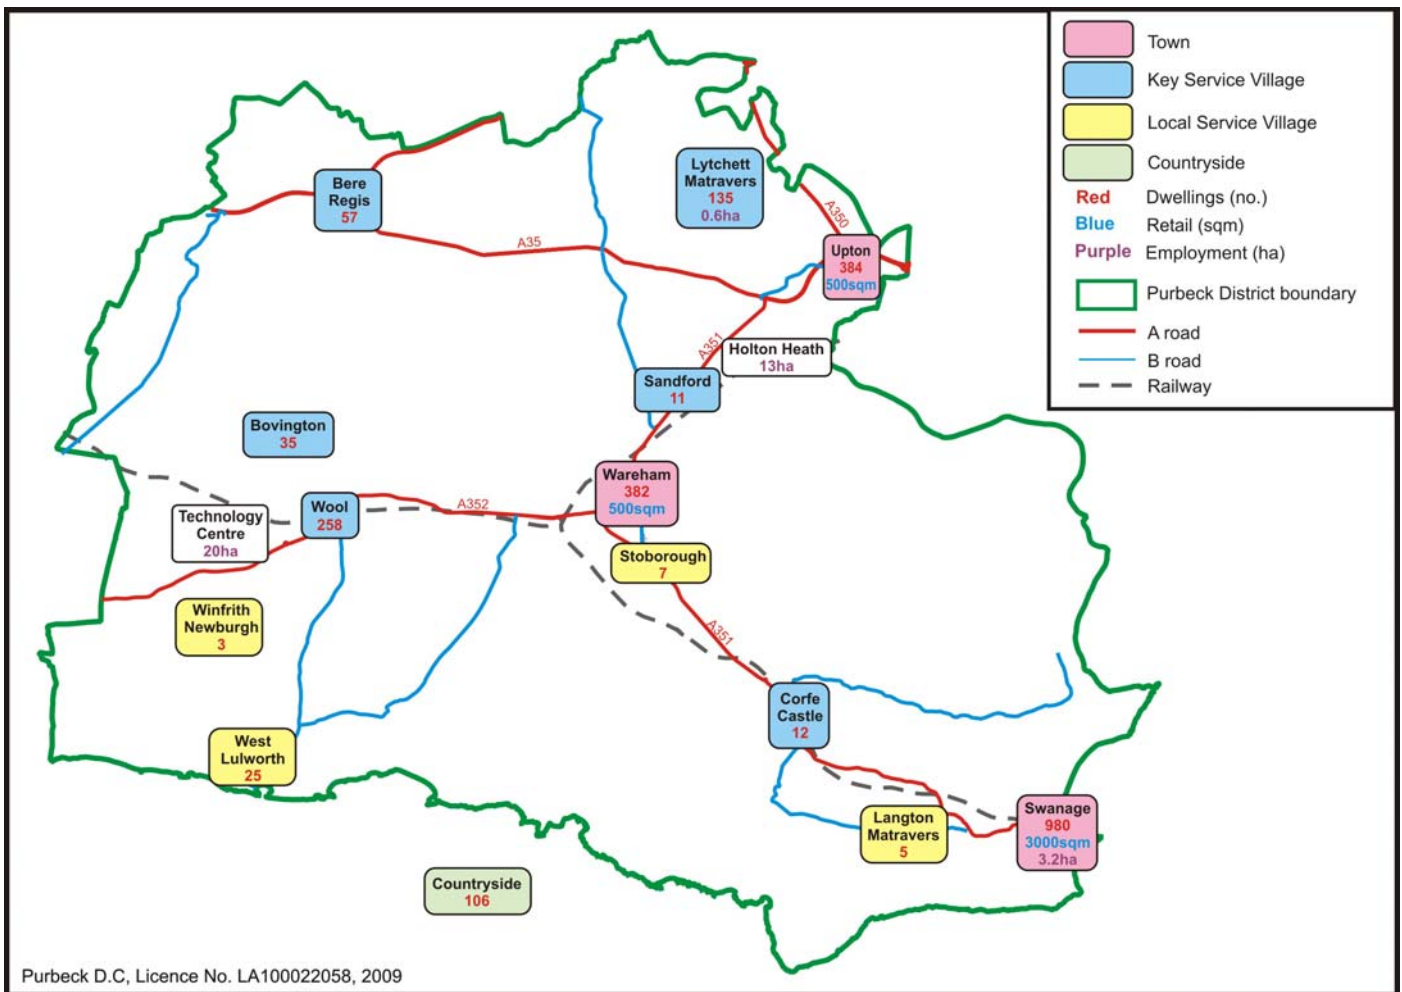 Town
Key Service Village
Local Service Village
Countryside
Red Dwellings (no.)
Blue Retail (sqm)
Purple Employment (ha)
Purbeck District boundary
A road
B road
Railway
Lytchett
Matravers
135
0.6ha
Bere
Regis
57
A350
A35
Upton
384
500sqm
A351
Holton Heath
13ha
Sandford
11
Bovington
35
Wareham
382
500sqm
Wool
258
A352
Technology
Centre
20ha
Stoborough
7
Winfrith
Newburgh
3
A351
Corfe
Castle
12
West
Lulworth
25
Langton
Matravers
5
Swanage
980
3000sqm
3.2ha
Countryside
106
Purbeck D.C, Licence No. LA100022058, 2009